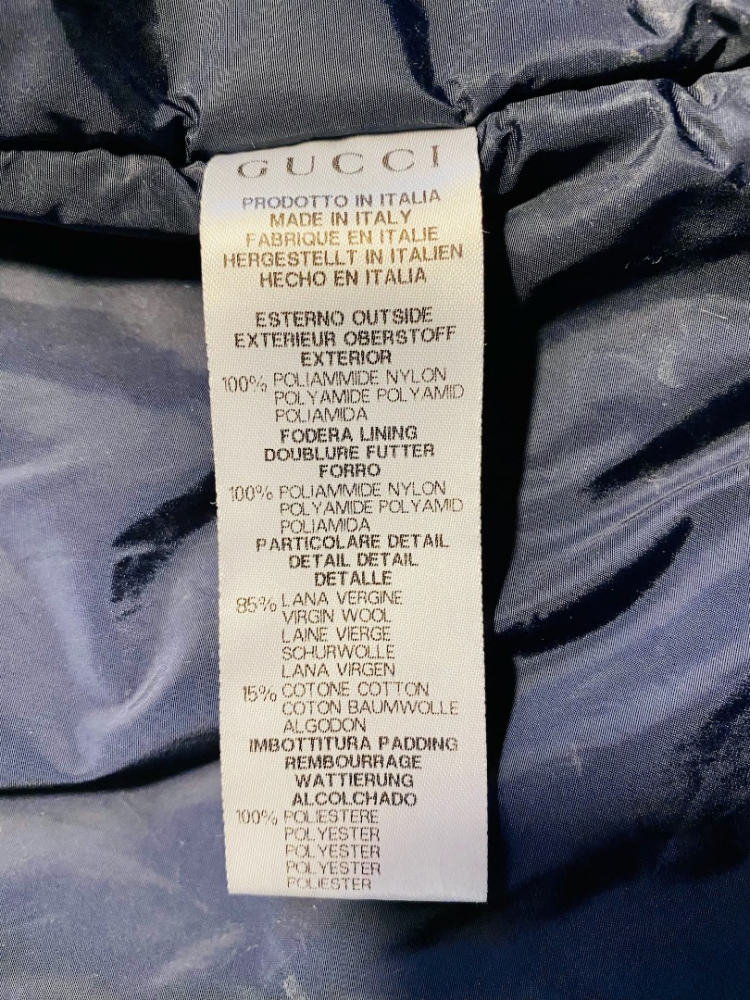 GUCCI
PRODOTTO IN ITALIA
MADE IN ITALY
FABRIQUE EN ITALIE
HERGESTELLT IN ITALIEN
HECHO EN ITALIA
ESTERNO OUTSIDE
EXTERIEUR OBERSTOFF
EXTERIOR
100% POLIAMMIDE NYLON
POLYAMIDE POLYAMID
POLIAMIDA
FODERA LINING
DOUBLURE FUTTER
FORRO
100% POLIAMMIDE NYLON
POLYAMIDE POLYAMID
POLIAMIDA
PARTICOLARE DETAIL
DETAIL DETAIL
DETALLE
85% LANA VERGINE
VIRGIN WOOL
LAINE VIERGE
SCHURWOLLE
LANA VIRGEN
15% COTONE COTTON
COTON BAUMWOLLE
ALGODON
IMBOTTITURA PADDING
REMBOURRAGE
WATTIERUNG
ALCOLCHADO
100% POLIESTERE
POLYESTER
POLYESTER
POLYESTER
POLIESTER